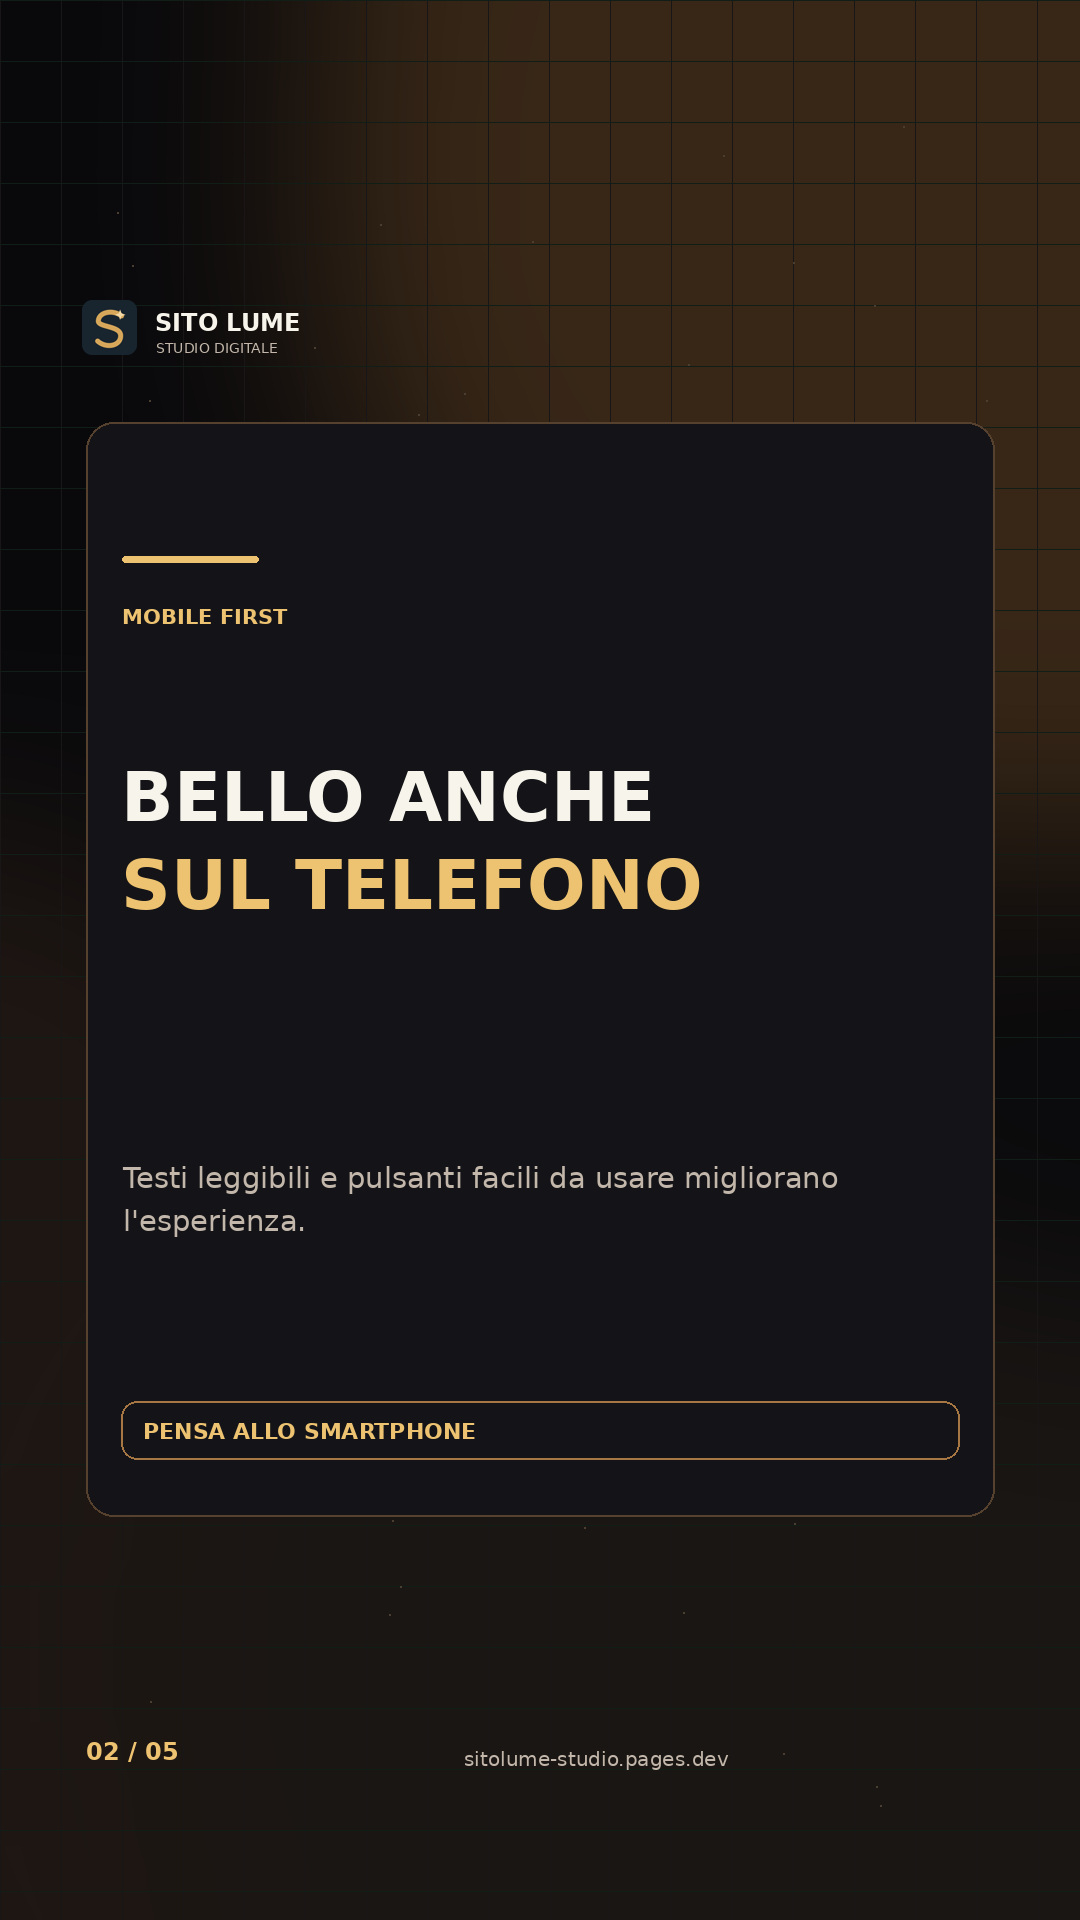 SITO LUME
STUDIO DIGITALE
MOBILE FIRST
BELLO ANCHE
SUL TELEFONO
Testi leggibili e pulsanti facili da usare migliorano
l'esperienza.
PENSA ALLO SMARTPHONE
02 / 05
sitolume-studio.pages.dev